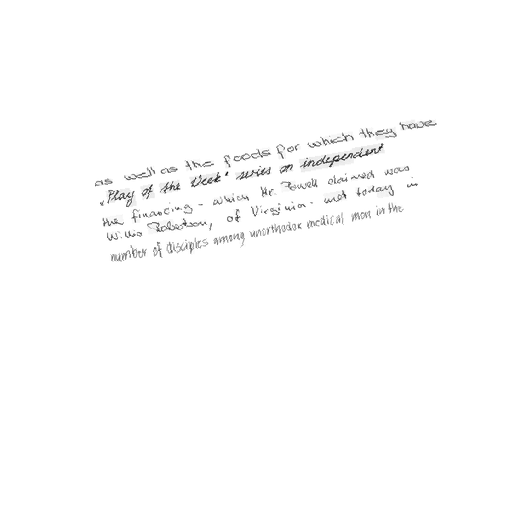 as well as the foods for which they have
"Play of the Week" series on independent
the financing - which Mr. Powell claimed was
Willis Robertson, of Virginia - met today in
number of disciples among unorthodox medical men in the